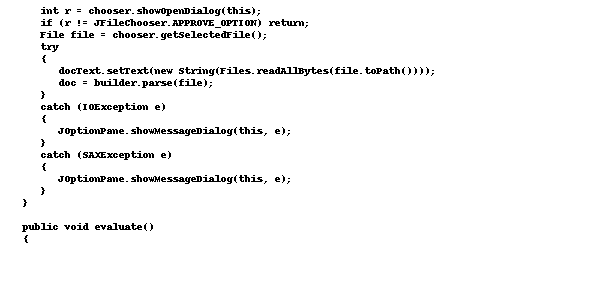 int r = chooser.showOpenDialog(this);
if (r != JFileChooser.APPROVE_OPTION) return;
File file = chooser.getSelectedFile();
try
{
docText.setText(new String(Files.readAllBytes(file.toPath())));
doc = builder.parse(file);
}
catch (IOException e)
{
JOptionPane.showMessageDialog(this, e);
}
catch (SAXException e)
{
JOptionPane.showMessageDialog(this, e);
}
}
public void evaluate()
{